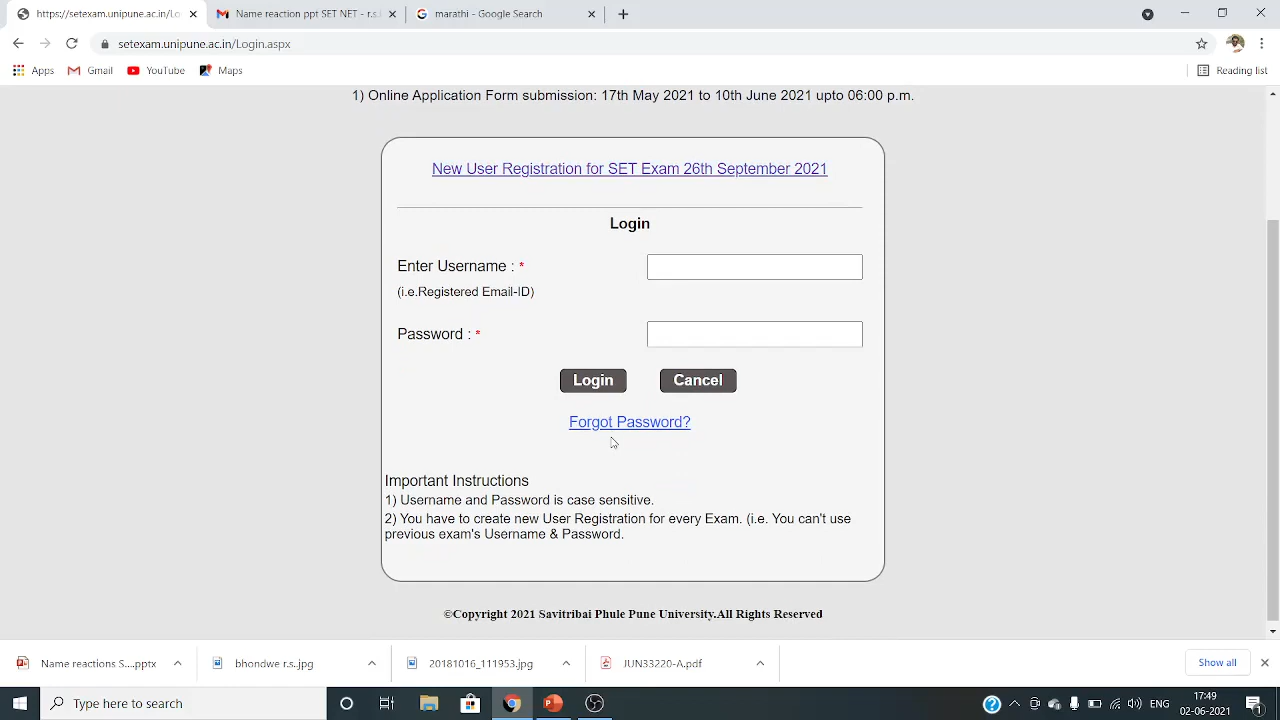 https://setexam.unipune.ac.in/Lo
Name reaction ppt SET NET - r.s.l
marathi - Google Search
setexam.unipune.ac.in/Login.aspx
Apps
Gmail
YouTube
Maps
Reading list
1) Online Application Form submission: 17th May 2021 to 10th June 2021 upto 06:00 p.m.
New User Registration for SET Exam 26th September 2021
Login
Enter Username : *
(i.e.Registered Email-ID)
Password : *
Login
Cancel
Forgot Password?
Important Instructions
1) Username and Password is case sensitive.
2) You have to create new User Registration for every Exam. (i.e. You can't use
previous exam's Username & Password.
©Copyright 2021 Savitribai Phule Pune University.All Rights Reserved
Name reactions S....pptx
bhondwe r.s.jpg
20181016_111953.jpg
JUN33220-A.pdf
Show all
Type here to search
ENG
17:49
02-06-2021
1